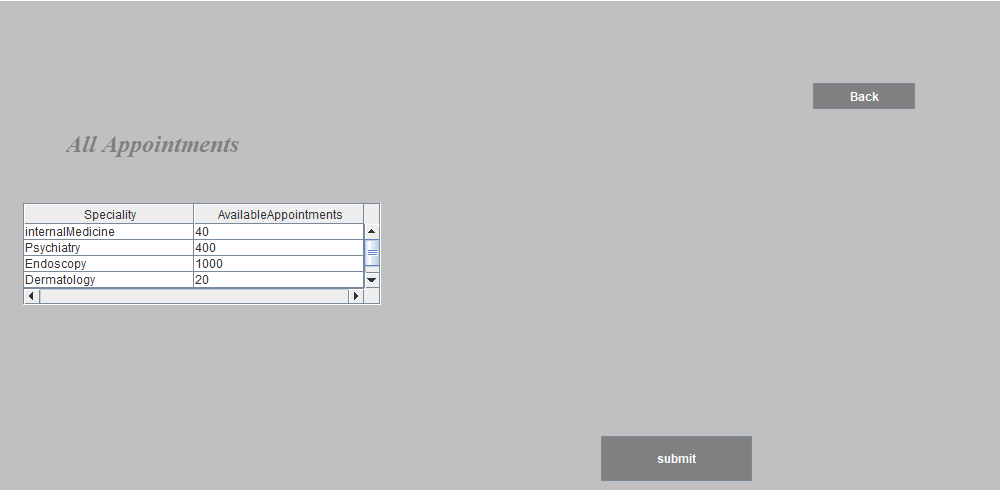 Back
All Appointments
Speciality AvailableAppointments
internalMedicine 40
Psychiatry 400
Endoscopy 1000
Dermatology 20
submit